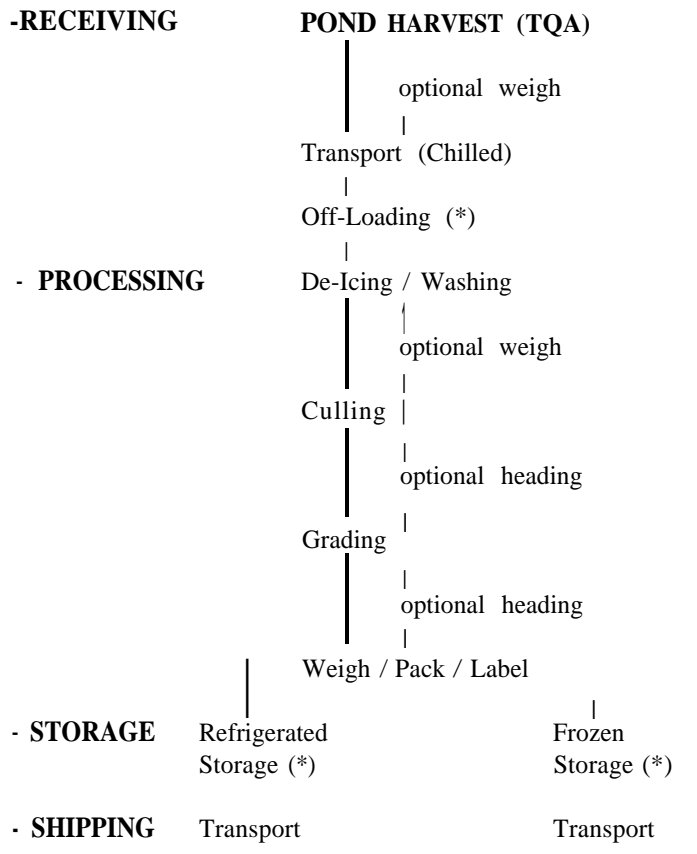 -RECEIVING POND HARVEST (TQA)
optional weigh
Transport (Chilled)
Off-Loading (*)
- PROCESSING De-Icing / Washing
optional weigh
Culling
optional heading
Grading
optional heading
Weigh / Pack / Label
- STORAGE Refrigerated Frozen
Storage (*) Storage (*)
- SHIPPING Transport Transport